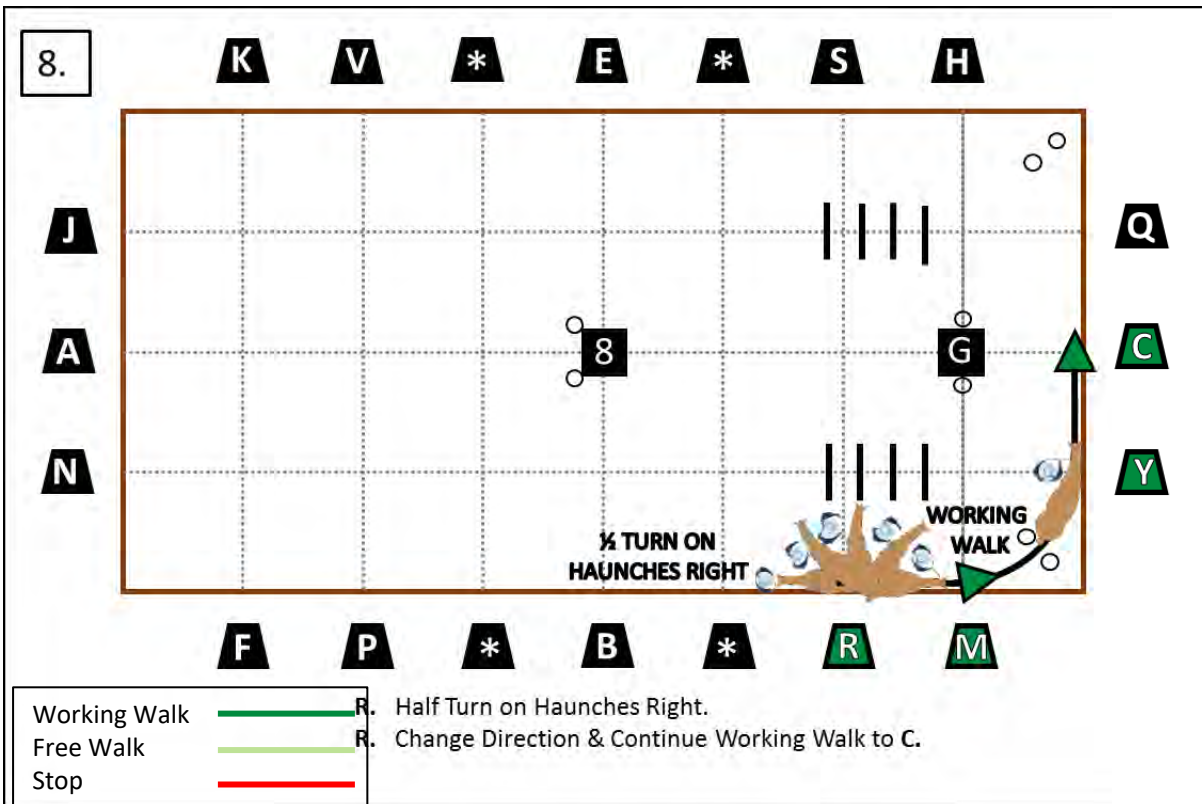 8.
K V * E * S H
J Q
A 8 G C
N Y
½ TURN ON
HAUNCHES RIGHT
WORKING
WALK
F P * B * R M
Working Walk
Free Walk
Stop
R. Half Turn on Haunches Right.
R. Change Direction & Continue Working Walk to C.